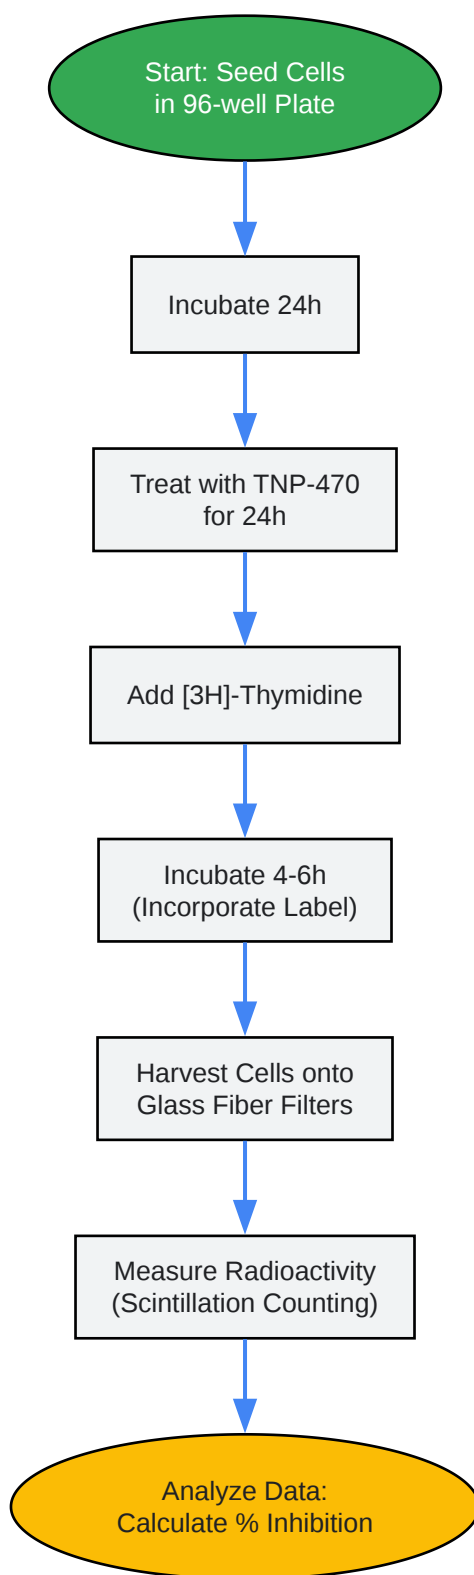 Start: Seed Cells
in 96-well Plate
Incubate 24h
Treat with TNP-470
for 24h
Add [3H]-Thymidine
Incubate 4-6h
(Incorporate Label)
Harvest Cells onto
Glass Fiber Filters
Measure Radioactivity
(Scintillation Counting)
Analyze Data:
Calculate % Inhibition